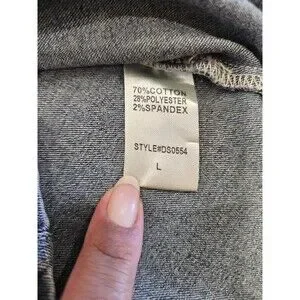 70%COTTON
28%POLYESTER
2%SPANDEX
STYLE#DS0554
L